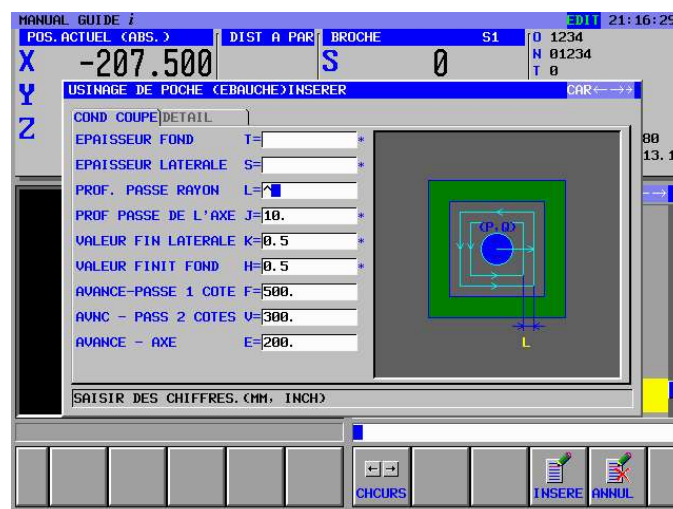 MANUAL GUIDE i EDIT 21:16:29
POS.ACTUEL (ABS.) DIST A PAR BROCHE S1 O 1234
X -207.500 S 0 N 01234
T 0
Y
USINAGE DE POCHE (EBAUCHE)INSERER CAR←→
Z
COND COUPE DETAIL
EPAISSEUR FOND T= *
80
EPAISSEUR LATERALE S= *
13.1
PROF. PASSE RAYON L=^
PROF PASSE DE L'AXE J=10. *
VALEUR FIN LATERALE K=0.5 *
VALEUR FINIT FOND H=0.5 *
AVANCE-PASSE 1 COTE F=500.
AVNC - PASS 2 COTES V=300.
AVANCE - AXE E=200.
(P,Q)
L
SAISIR DES CHIFFRES.(MM, INCH)
←→
CHCURS INSERE ANNUL